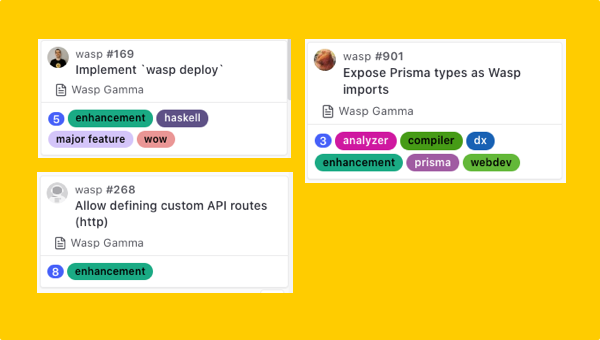 wasp #169
Implement `wasp deploy`
Wasp Gamma
5 enhancement haskell
major feature wow
wasp #268
Allow defining custom API routes
(http)
Wasp Gamma
8 enhancement
wasp #901
Expose Prisma types as Wasp
imports
Wasp Gamma
3 analyzer compiler dx
enhancement prisma webdev